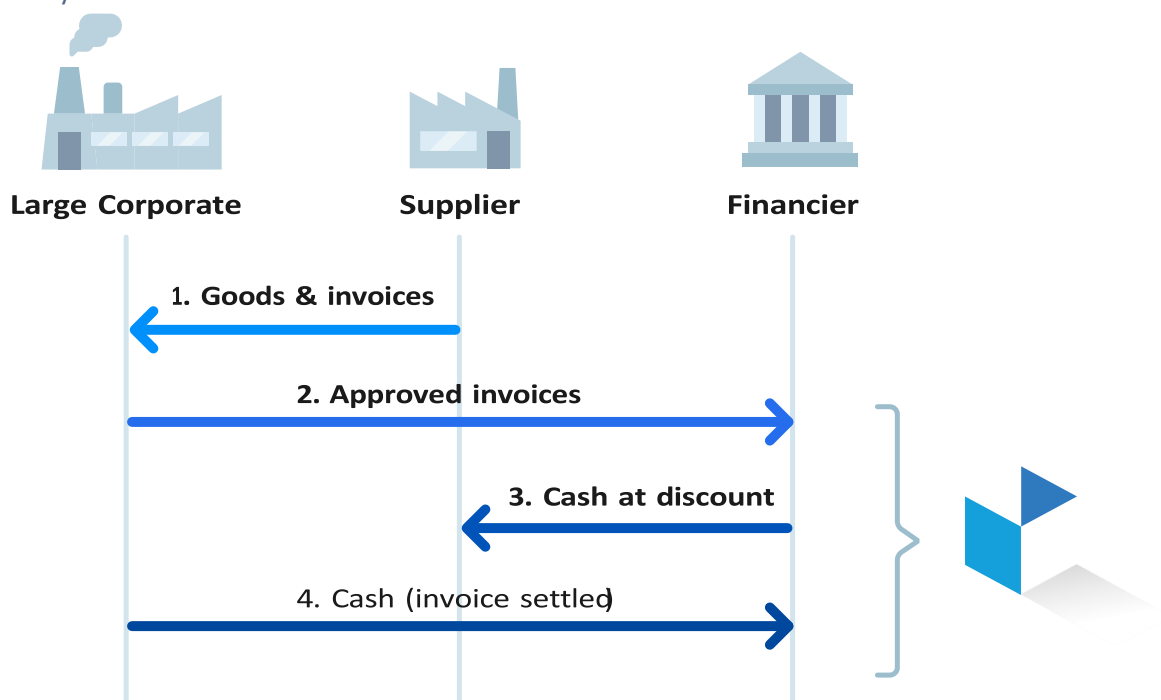 Large Corporate
Supplier
Financier
1. Goods & invoices
2. Approved invoices
3. Cash at discount
4. Cash (invoice settled)